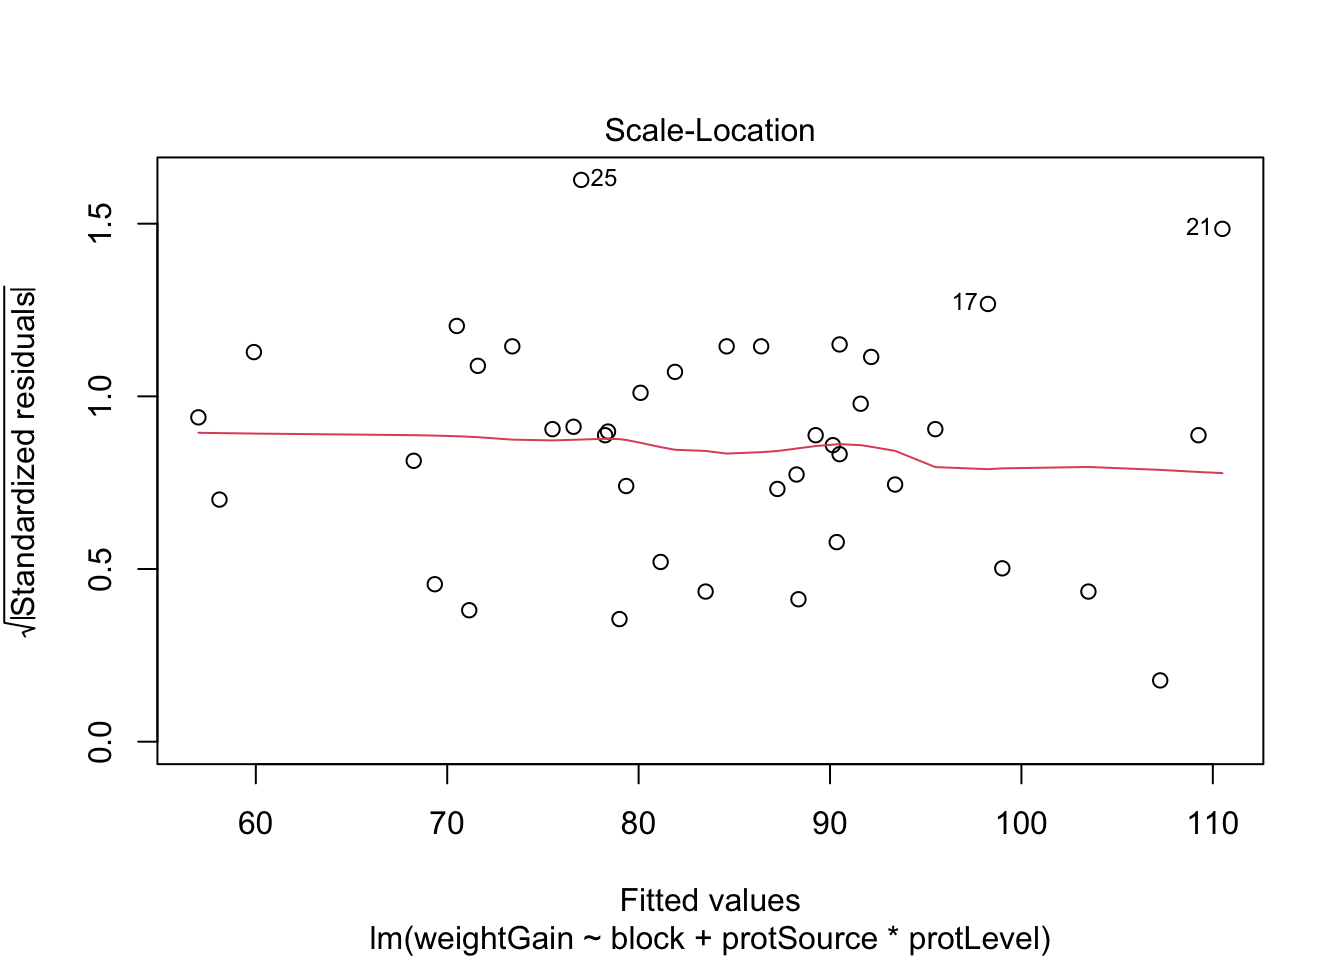 Scale-Location
√|Standardized residuals|
1.5
1.0
0.5
0.0
25
21
17
60 70 80 90 100 110
Fitted values
lm(weightGain ~ block + protSource * protLevel)